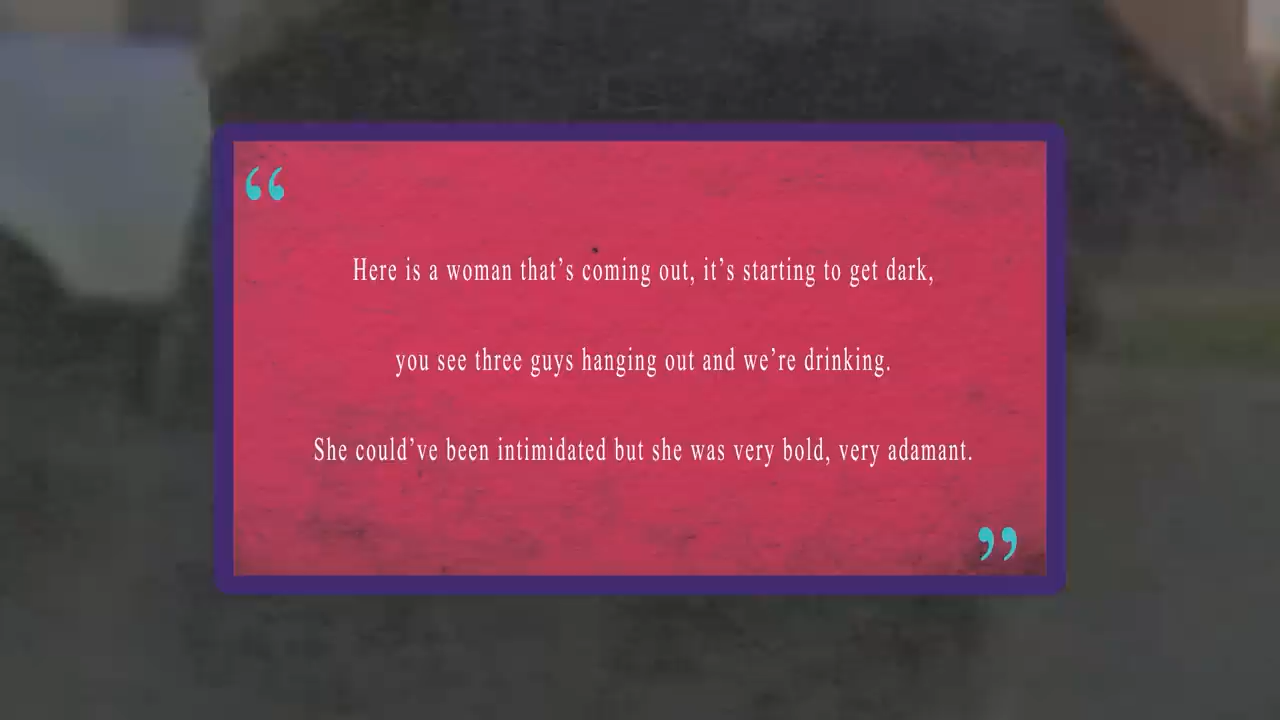 “
Here is a woman that’s coming out, it’s starting to get dark,
you see three guys hanging out and we’re drinking.
She could’ve been intimidated but she was very bold, very adamant.
”